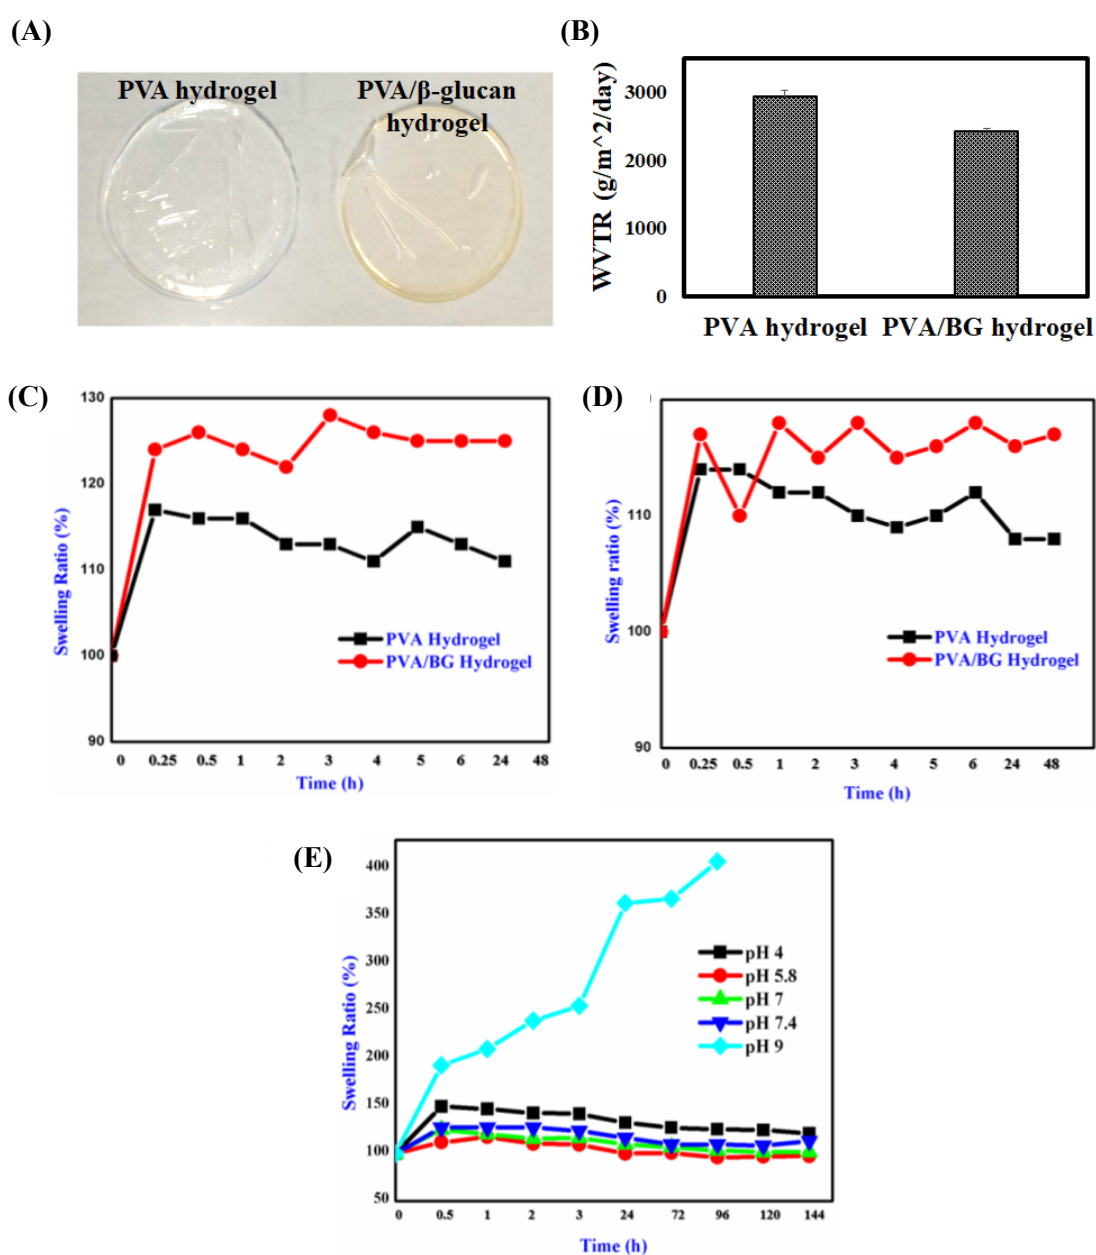 (A)
PVA hydrogel
PVA/β-glucan
hydrogel
(B)
WVTR (g/m^2/day)
3000
2000
1000
0
PVA hydrogel
PVA/BG hydrogel
(C)
Swelling Ratio (%)
130
120
110
100
90
PVA Hydrogel
PVA/BG Hydrogel
0 0.25 0.5 1 2 3 4 5 6 24 48
Time (h)
(D)
Swelling ratio (%)
110
100
90
PVA Hydrogel
PVA/BG Hydrogel
0 0.25 0.5 1 2 3 4 5 6 24 48
Time (h)
(E)
Swelling Ratio (%)
400
350
300
250
200
150
100
50
pH 4
pH 5.8
pH 7
pH 7.4
pH 9
0 0.5 1 2 3 24 72 96 120 144
Time (h)